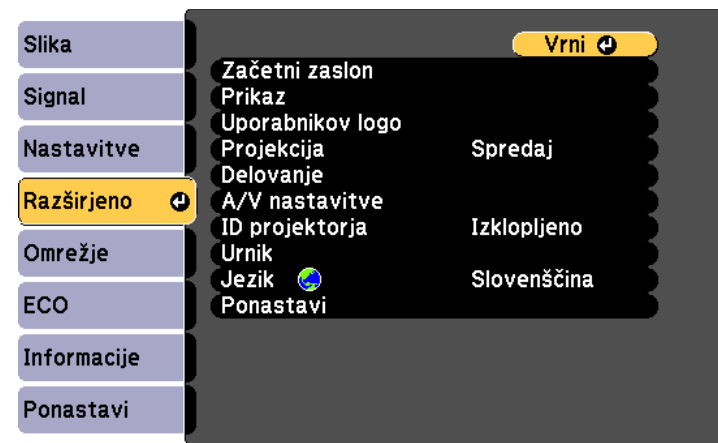 Slika
Signal
Nastavitve
Razširjeno
Omrežje
ECO
Informacije
Ponastavi
Vrni
Začetni zaslon
Prikaz
Uporabnikov logo
Projekcija Spredaj
Delovanje
A/V nastavitve
ID projektorja Izklopljeno
Urnik
Jezik Slovenščina
Ponastavi